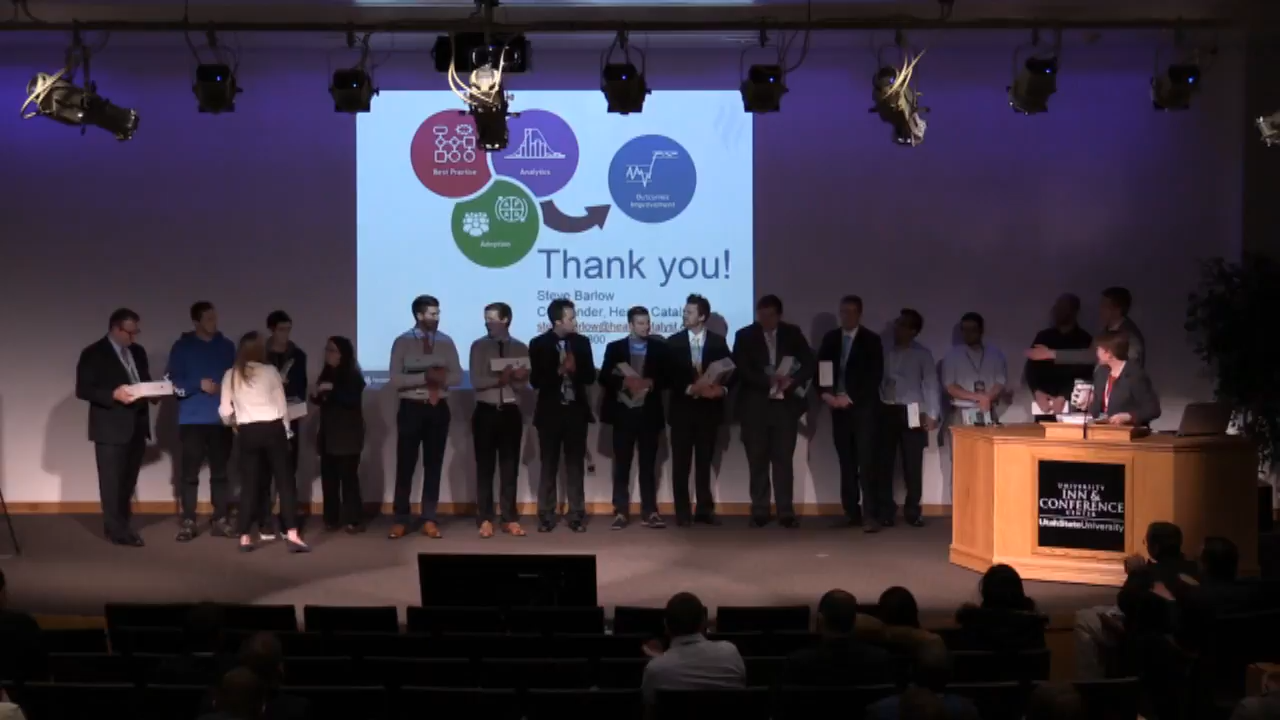 Best Practice
Analytics
Adoption
Outcomes
Improvement
Thank you!
Steve Barlow
UNIVERSITY
INN &
CONFERENCE
CENTER
UtahStateUniversity